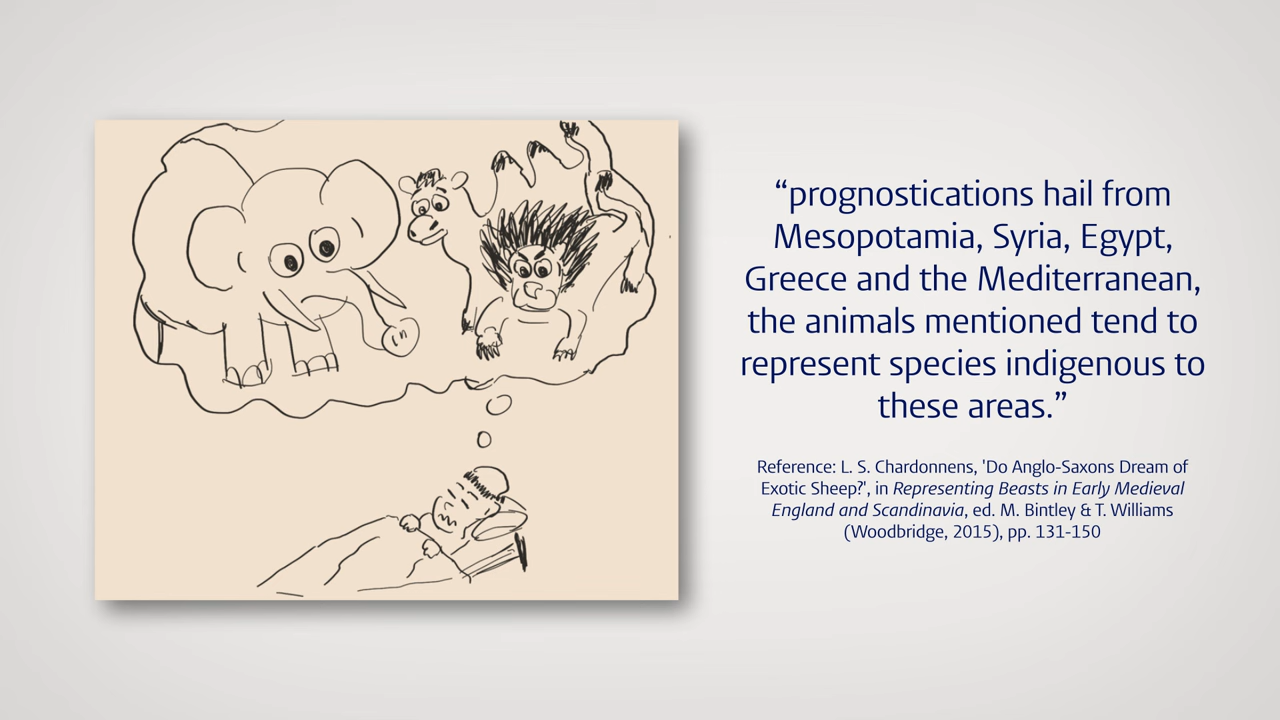 “prognostications hail from
Mesopotamia, Syria, Egypt,
Greece and the Mediterranean,
the animals mentioned tend to
represent species indigenous to
these areas.”
Reference: L. S. Chardonnens, 'Do Anglo-Saxons Dream of
Exotic Sheep?', in Representing Beasts in Early Medieval
England and Scandinavia, ed. M. Bintley & T. Williams
(Woodbridge, 2015), pp. 131-150